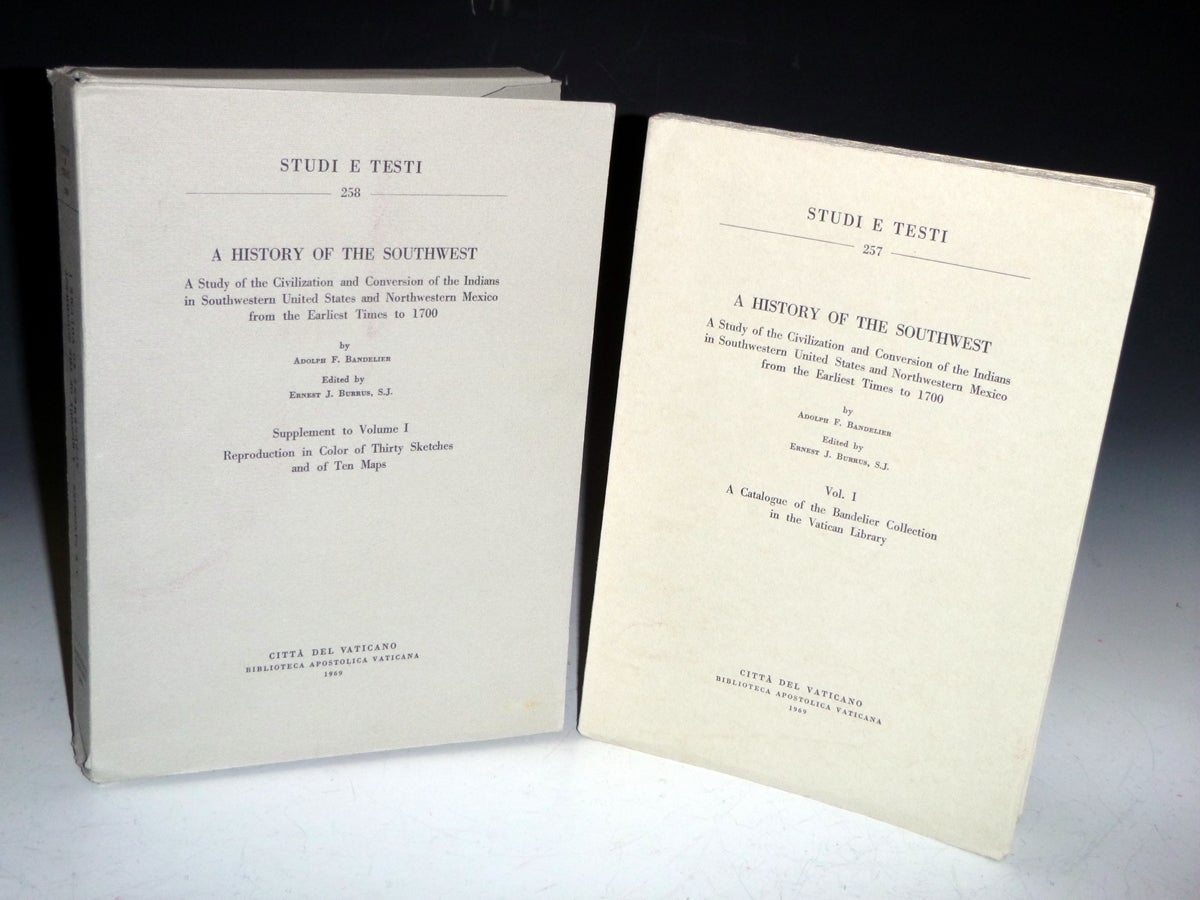 STUDI E TESTI
258
A HISTORY OF THE SOUTHWEST
A Study of the Civilization and Conversion of the Indians
in Southwestern United States and Northwestern Mexico
from the Earliest Times to 1700
by
ADOLPH F. BANDELIER
Edited by
ERNEST J. BURRUS, S.J.
Supplement to Volume I
Reproduction in Color of Thirty Sketches
and of Ten Maps
CITTÀ DEL VATICANO
BIBLIOTECA APOSTOLICA VATICANA
1969
STUDI E TESTI
257
A HISTORY OF THE SOUTHWEST
A Study of the Civilization and Conversion of the Indians
in Southwestern United States and Northwestern Mexico
from the Earliest Times to 1700
by
ADOLPH F. BANDELIER
Edited by
ERNEST J. BURRUS, S.J.
Vol. I
A Catalogue of the Bandelier Collection
in the Vatican Library
CITTÀ DEL VATICANO
BIBLIOTECA APOSTOLICA VATICANA
1969